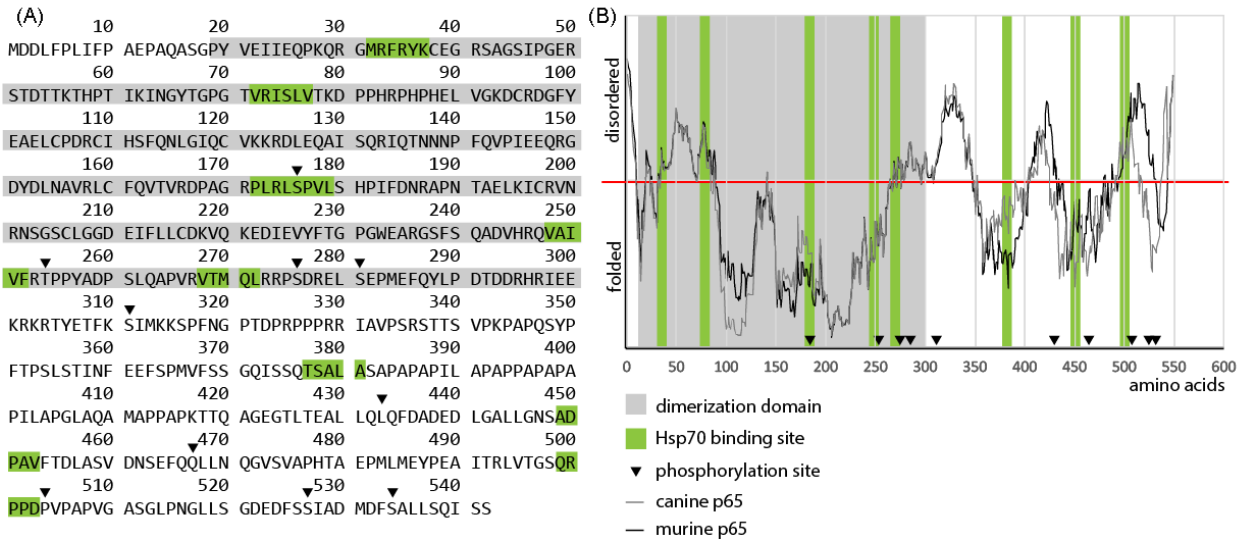 (A)
10 20 30 40 50
MDDLFPLIFP AEPAQASGPY VEIIEQPKQR GMRFRYKCEG RSAGSIPGER
60 70 80 90 100
STDTTKTHPT IKINGYTGPG TVRISLVTKD PPHRPHPHEL VGKDCRDGFY
110 120 130 140 150
EAELCPDRCI HSFQNLGIQC VKKRDLEQAI SQRIQTNNNP FQVPIEEQRG
160 170 180 190 200
DYDLNAVRLC FQVTVRDPAG RPLRLSPVLS HPIFDNRAPN TAELKICRVN
210 220 230 240 250
RNSGSCLGGD EIFLLCDKVQ KEDIEVYFTG PGWEARGSFS QADVHRQVAI
260 270 280 290 300
VFRTPPYADP SLQAPVRVTM QLRRPSDREL SEPMEFQYLP DTDDRHRIEE
310 320 330 340 350
KRKRTYETFK SIMKKSPFNG PTDPRPPPRR IAVPSRSTTS VPKPAPQSYP
360 370 380 390 400
FTPSLSTINF EEFSPMVFSS GQISSQTSAL ASAPAPAPIL APAPPAPAPA
410 420 430 440 450
PILAPGLAQA MAPPAPKTTQ AGEGTLTEAL LQLQFDADED LGALLGNSAD
460 470 480 490 500
PAVFTDLASV DNSEFQQLLN QGVSVAPHTA EPMLMEYPEA ITRLVTGSQR
510 520 530 540
PPDPVPAPVG ASGLPNGLLS GDEDFSSIAD MDFSALLSQI SS
(B)
disordered
folded
0 50 100 150 200 250 300 350 400 450 500 550 600
amino acids
dimerization domain
Hsp70 binding site
phosphorylation site
canine p65
murine p65